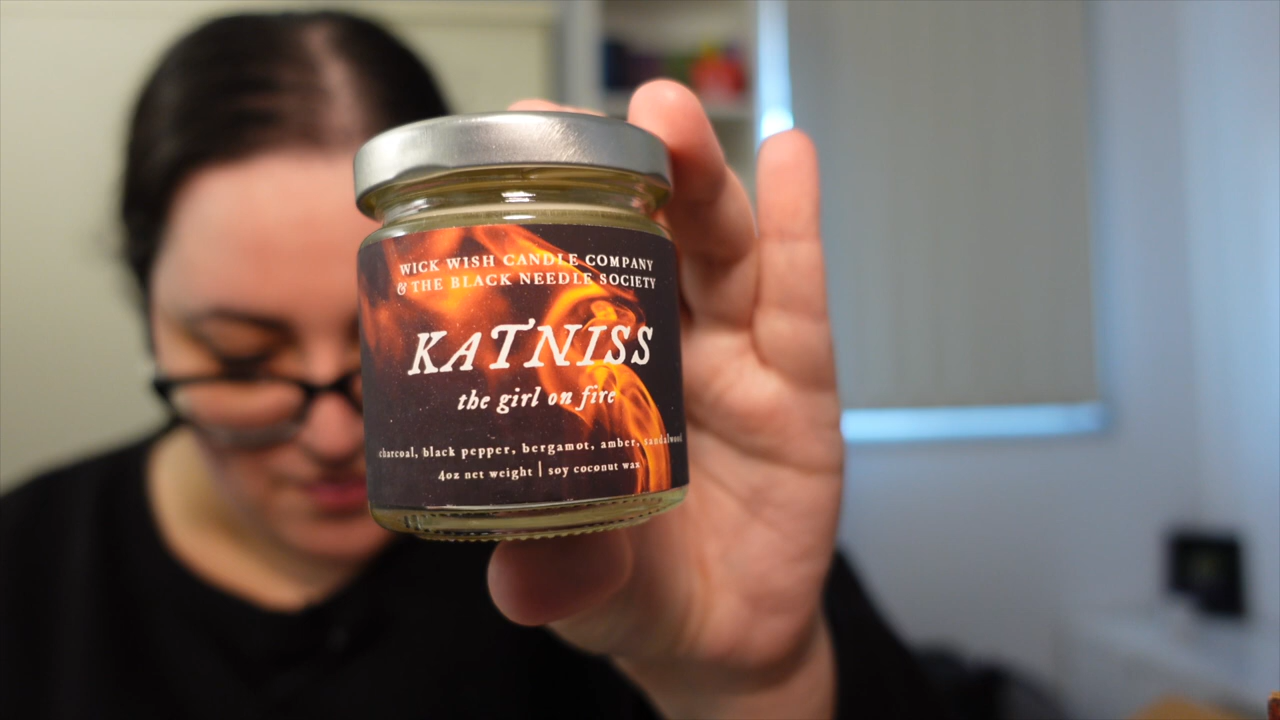 WICK WISH CANDLE COMPANY
& THE BLACK NEEDLE SOCIETY
KATNISS
the girl on fire
charcoal, black pepper, bergamot, amber, sandalwood
4oz net weight | soy coconut wax